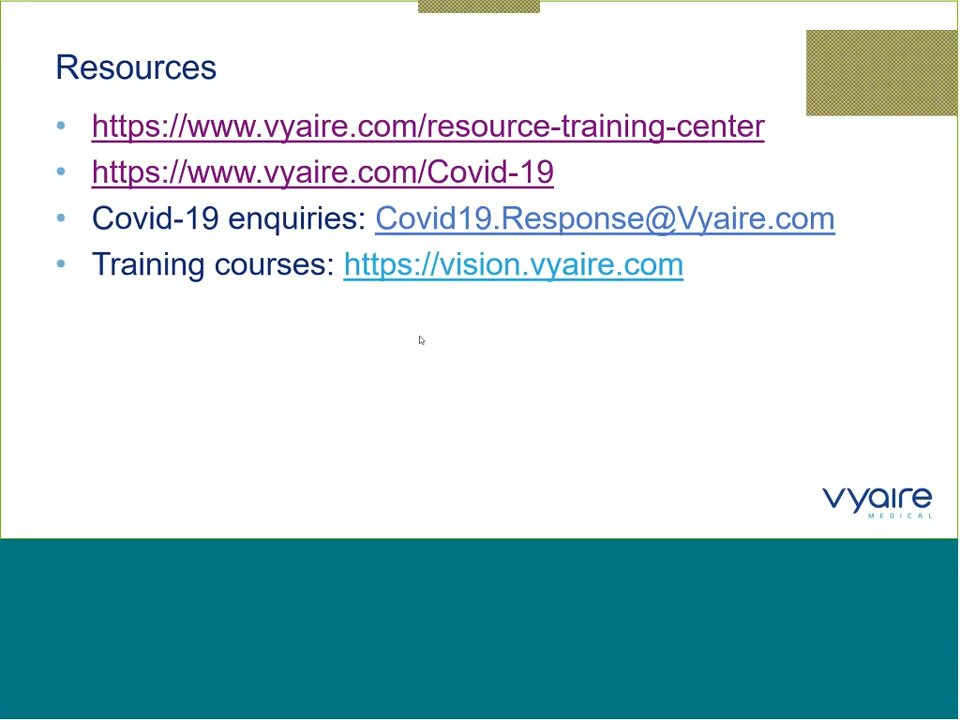 Resources
• https://www.vyaire.com/resource-training-center
• https://www.vyaire.com/Covid-19
• Covid-19 enquiries: Covid19.Response@Vyaire.com
• Training courses: https://vision.vyaire.com
vyaire
MEDICAL